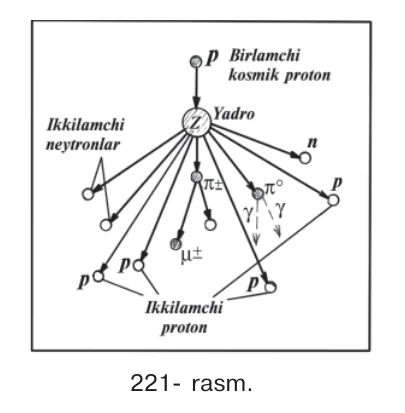 p Birlamchi
kosmik proton
Z Yadro
Ikkilamchi
neytronlar
n
π± π° p
γ γ
μ±
p p p
Ikkilamchi
proton
221- rasm.